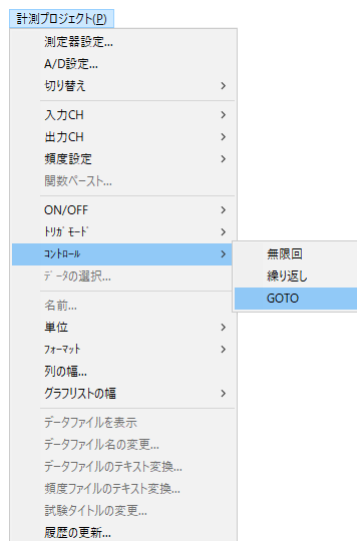 計測プロジェクト(P)
測定器設定...
A/D設定...
切り替え
入力CH
出力CH
頻度設定
関数ペースト...
ON/OFF
ﾄﾘｶﾞ ﾓｰﾄﾞ
ｺﾝﾄﾛｰﾙ
無限回
繰り返し
GOTO
ﾃﾞｰﾀの選択...
名前...
単位
ﾌｫｰﾏｯﾄ
列の幅...
グラフリストの幅
データファイルを表示
データファイル名の変更...
データファイルのテキスト変換...
頻度ファイルのテキスト変換...
試験タイトルの変更...
履歴の更新...